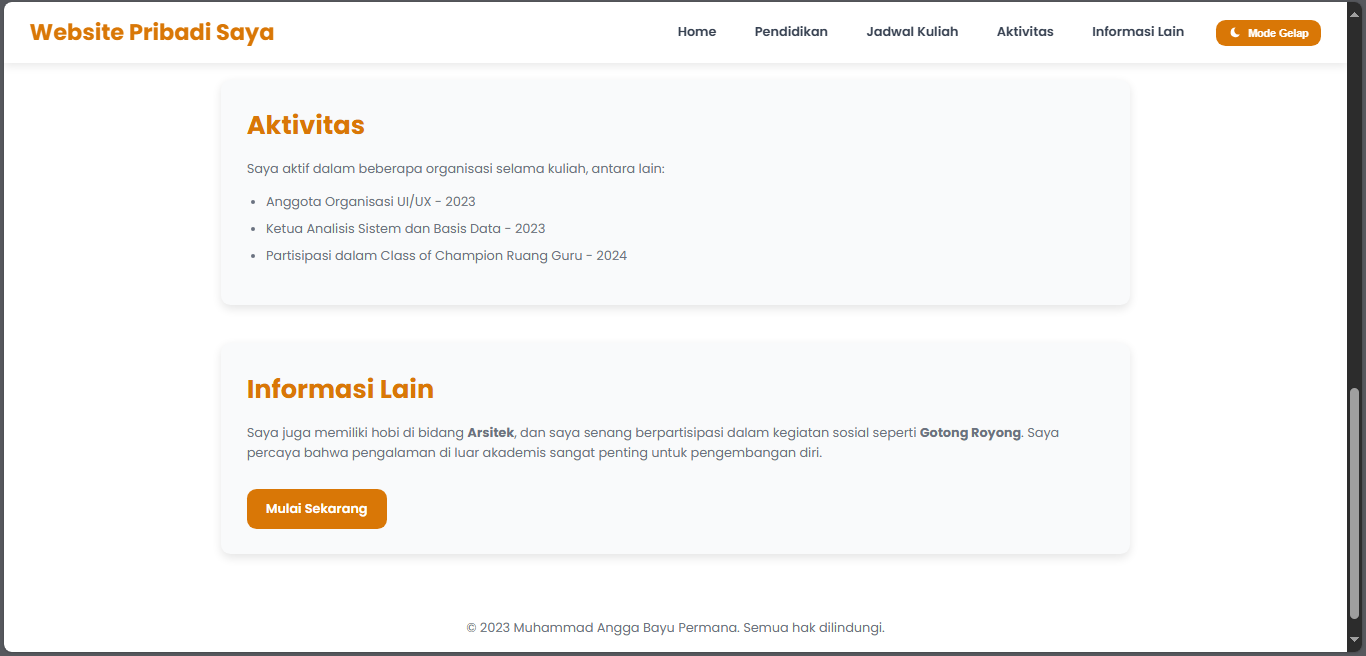 Website Pribadi Saya
Home
Pendidikan
Jadwal Kuliah
Aktivitas
Informasi Lain
Mode Gelap
Aktivitas
Saya aktif dalam beberapa organisasi selama kuliah, antara lain:
• Anggota Organisasi UI/UX - 2023
• Ketua Analisis Sistem dan Basis Data - 2023
• Partisipasi dalam Class of Champion Ruang Guru - 2024
Informasi Lain
Saya juga memiliki hobi di bidang Arsitek, dan saya senang berpartisipasi dalam kegiatan sosial seperti Gotong Royong. Saya
percaya bahwa pengalaman di luar akademis sangat penting untuk pengembangan diri.
Mulai Sekarang
© 2023 Muhammad Angga Bayu Permana. Semua hak dilindungi.